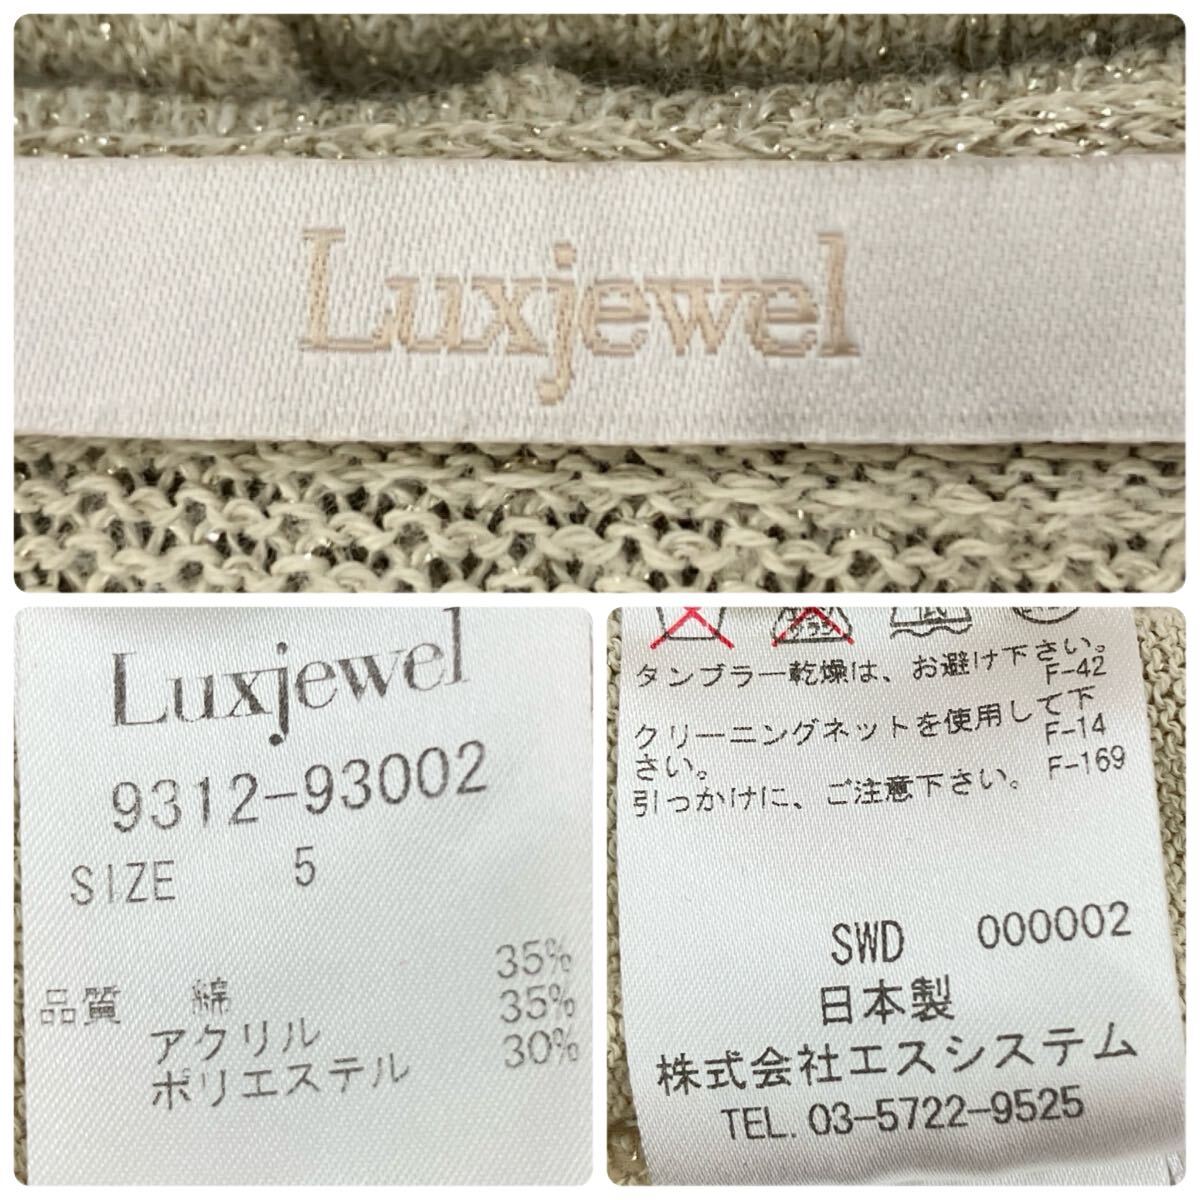 Luxjewel
Luxjewel
9312-93002
SIZE 5
品質 綿 35%
アクリル 35%
ポリエステル 30%
タンブラー乾燥は、お避け下さい。
F-42
クリーニングネットを使用して下
さい。 F-14
引っかけに、ご注意下さい。 F-169
SWD 000002
日本製
株式会社エスシステム
TEL. 03-5722-9525